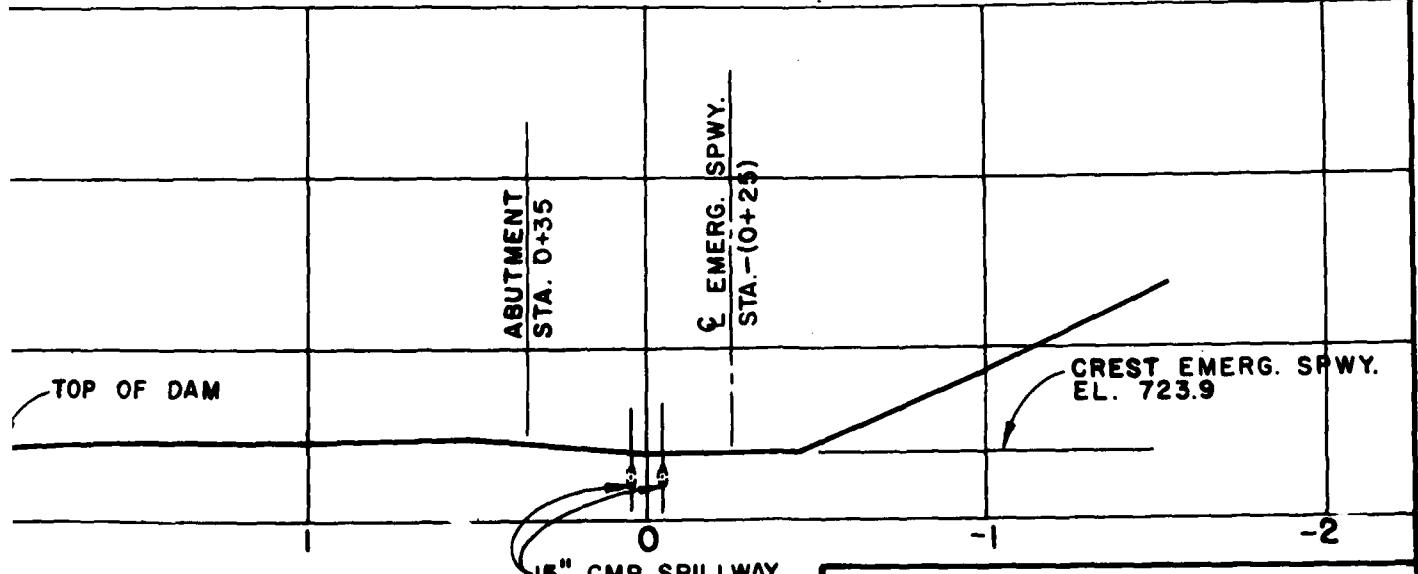 ABUTMENT
STA. 0+35
℄ EMERG. SPWY.
STA.-(0+25)
TOP OF DAM
CREST EMERG. SPWY.
EL. 723.9
1
0
-1
-2
15" CMP SPILLWAY